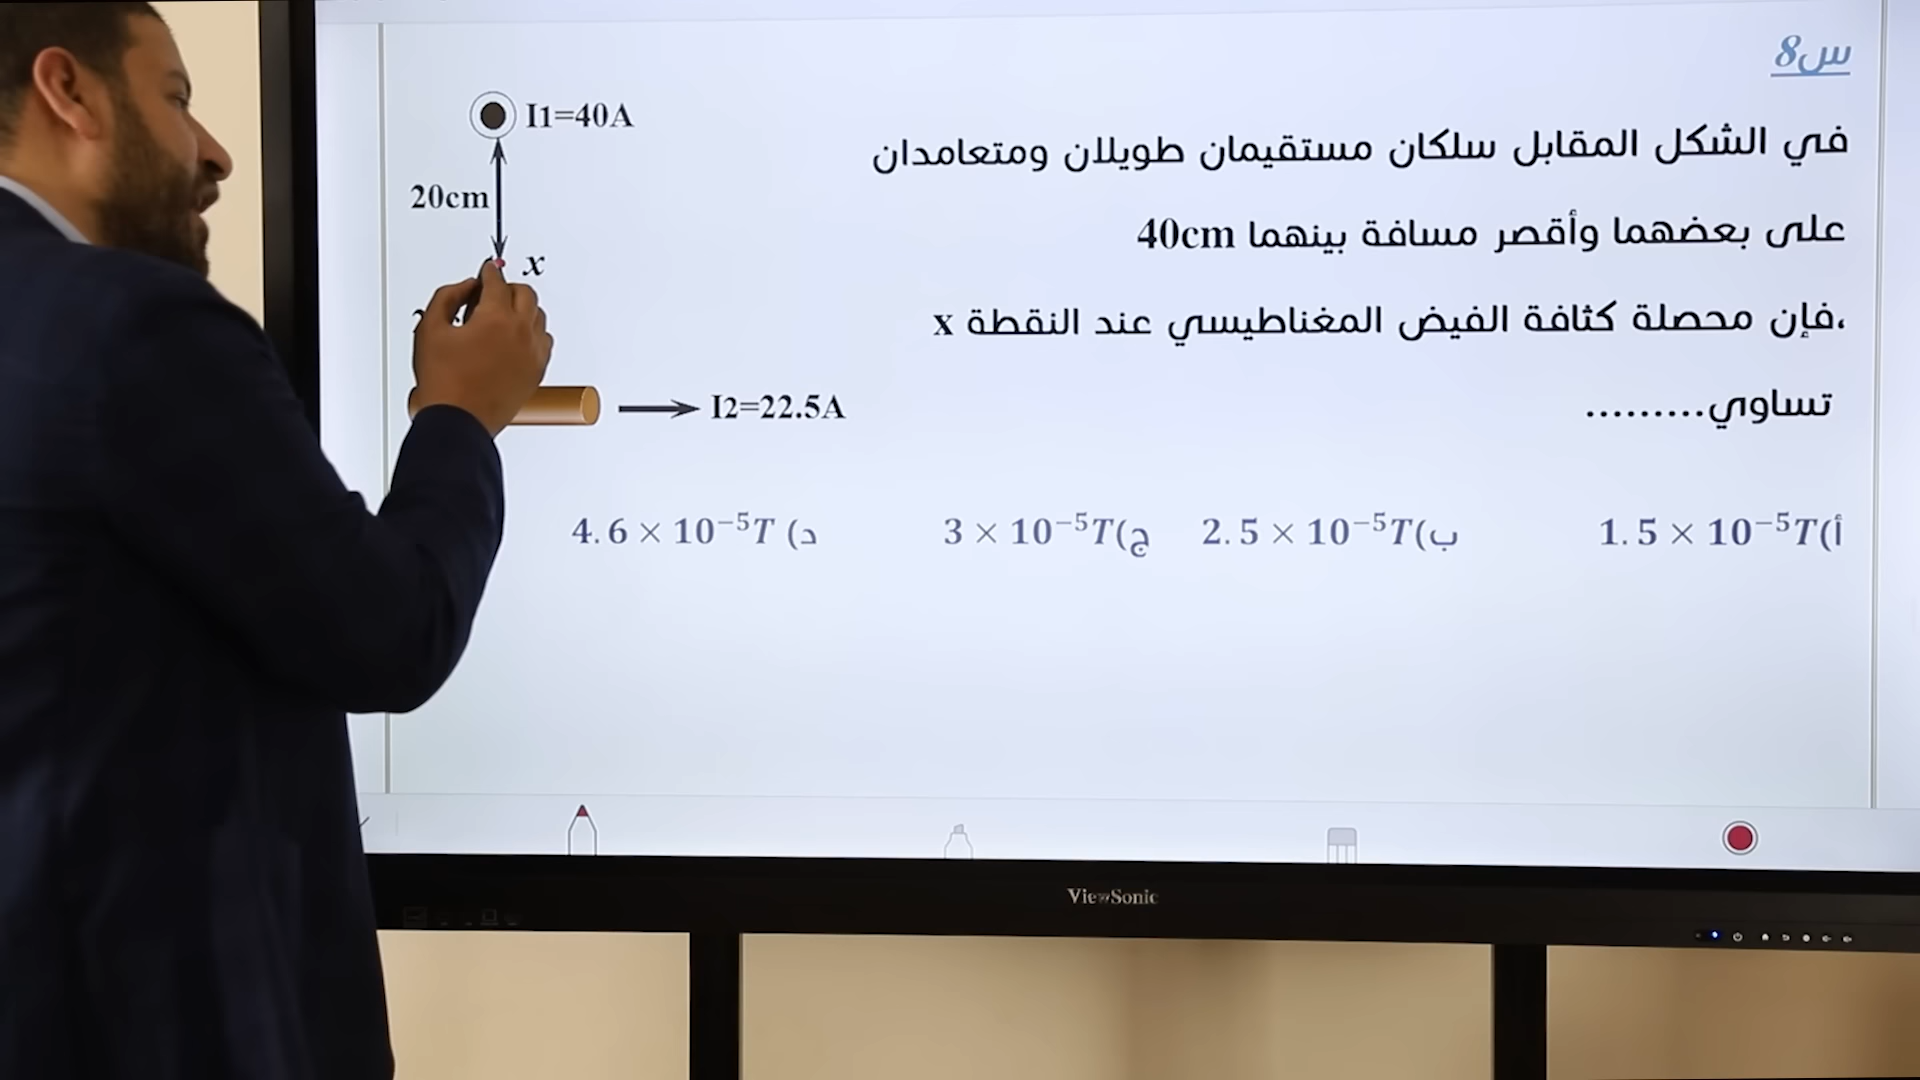 س8
في الشكل المقابل سلكان مستقيمان طويلان ومتعامدان
على بعضهما وأقصر مسافة بينهما 40cm
،فإن محصلة كثافة الفيض المغناطيسي عند النقطة x
تساوي.........
I1=40A
20cm
x
I2=22.5A
أ)1.5 × 10⁻⁵T
ب)2.5 × 10⁻⁵T
ج)3 × 10⁻⁵T
د) 4.6 × 10⁻⁵T
ViewSonic